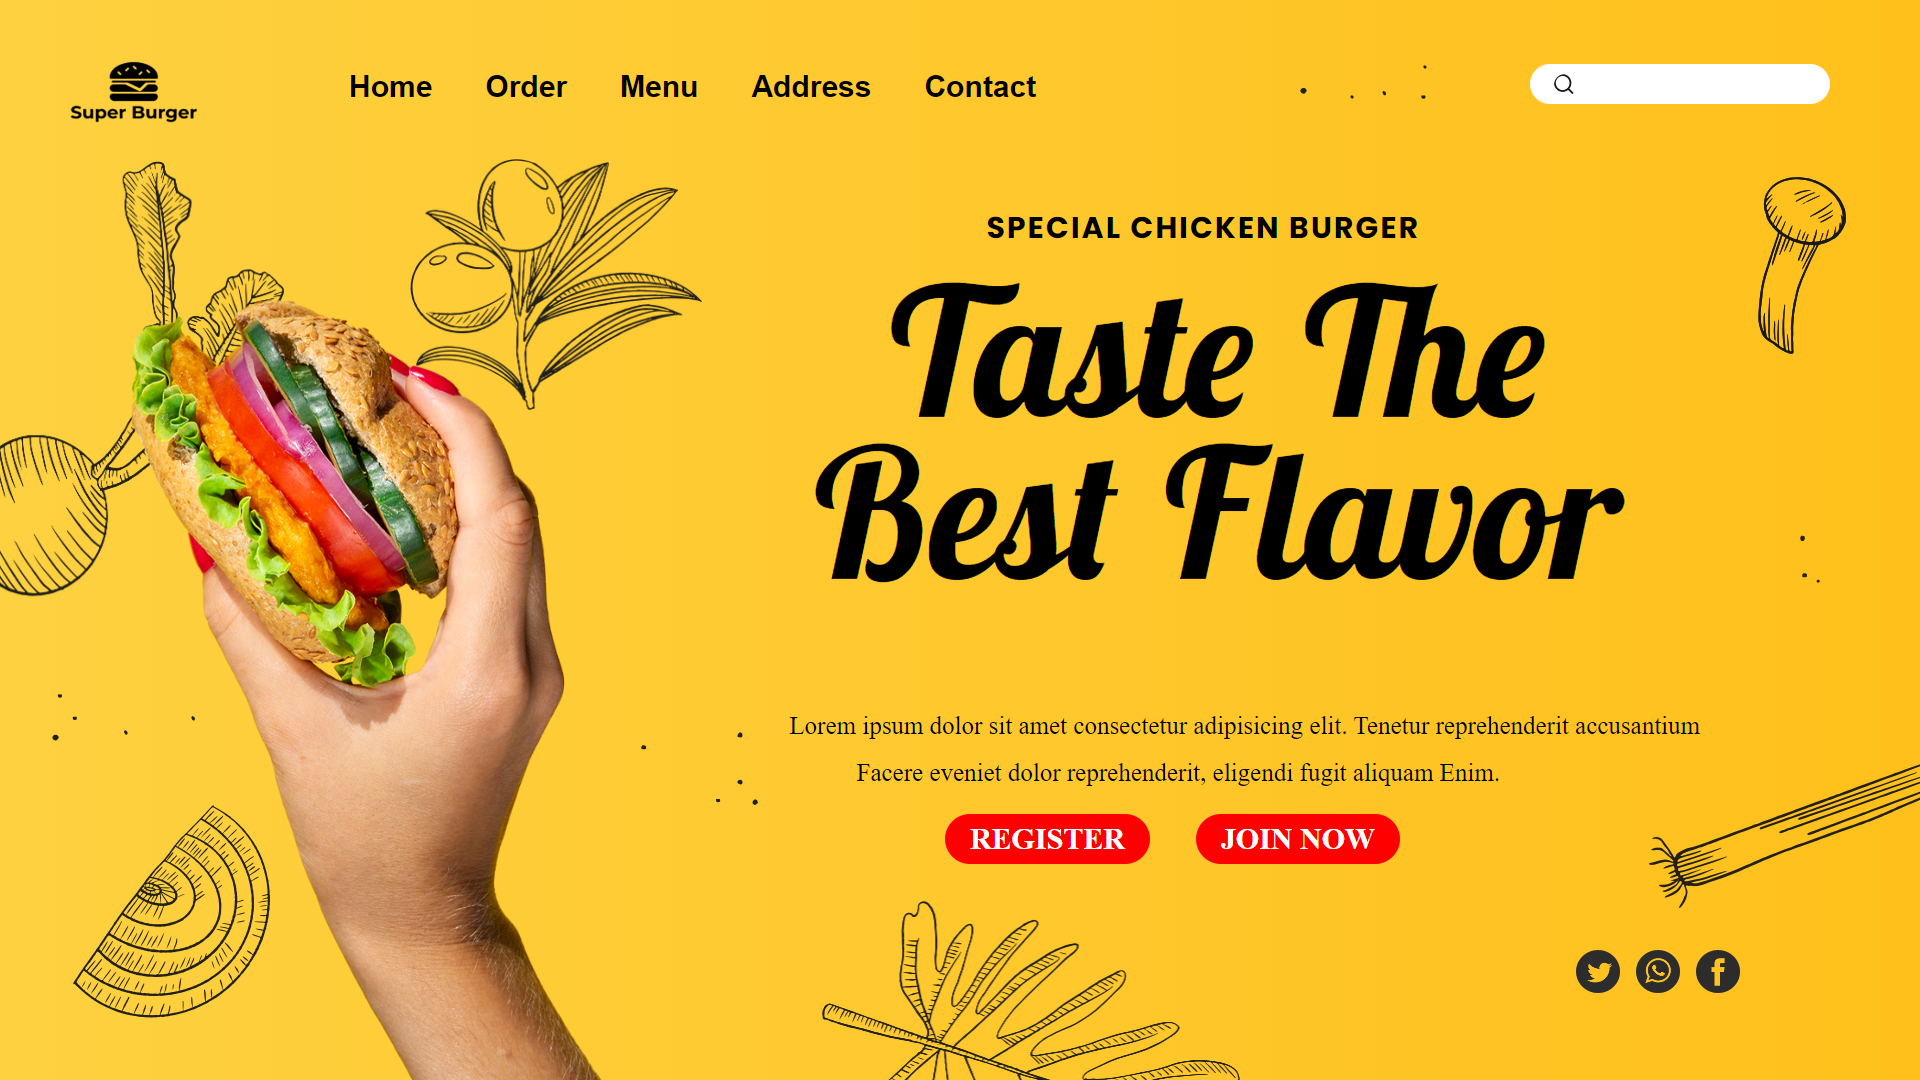 Super Burger
Home Order Menu Address Contact
SPECIAL CHICKEN BURGER
Taste The
Best Flavor
Lorem ipsum dolor sit amet consectetur adipisicing elit. Tenetur reprehenderit accusantium
Facere eveniet dolor reprehenderit, eligendi fugit aliquam Enim.
REGISTER JOIN NOW